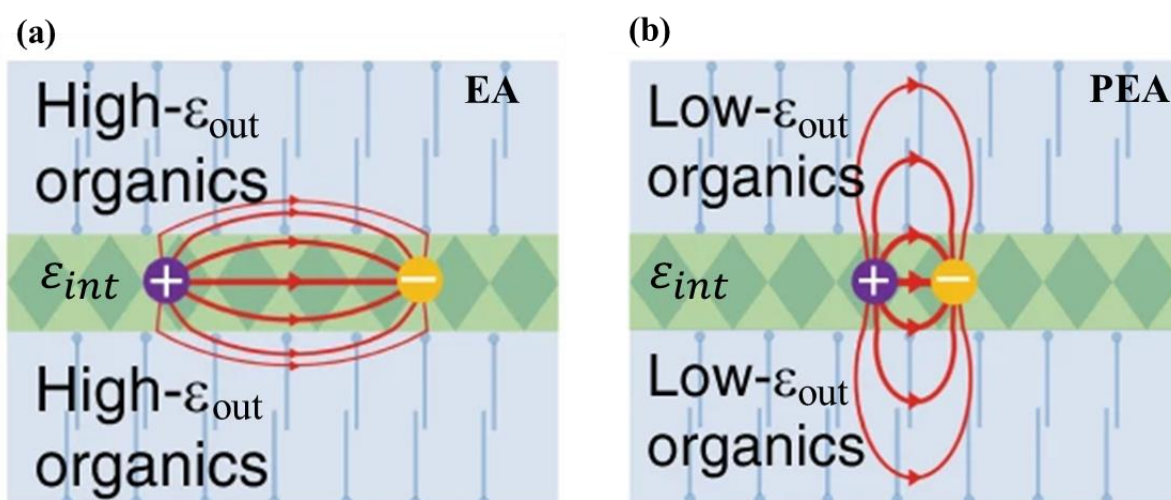 (a)
EA
High-εout
organics
εint
+
−
High-εout
organics
(b)
PEA
Low-εout
organics
εint
+
−
Low-εout
organics